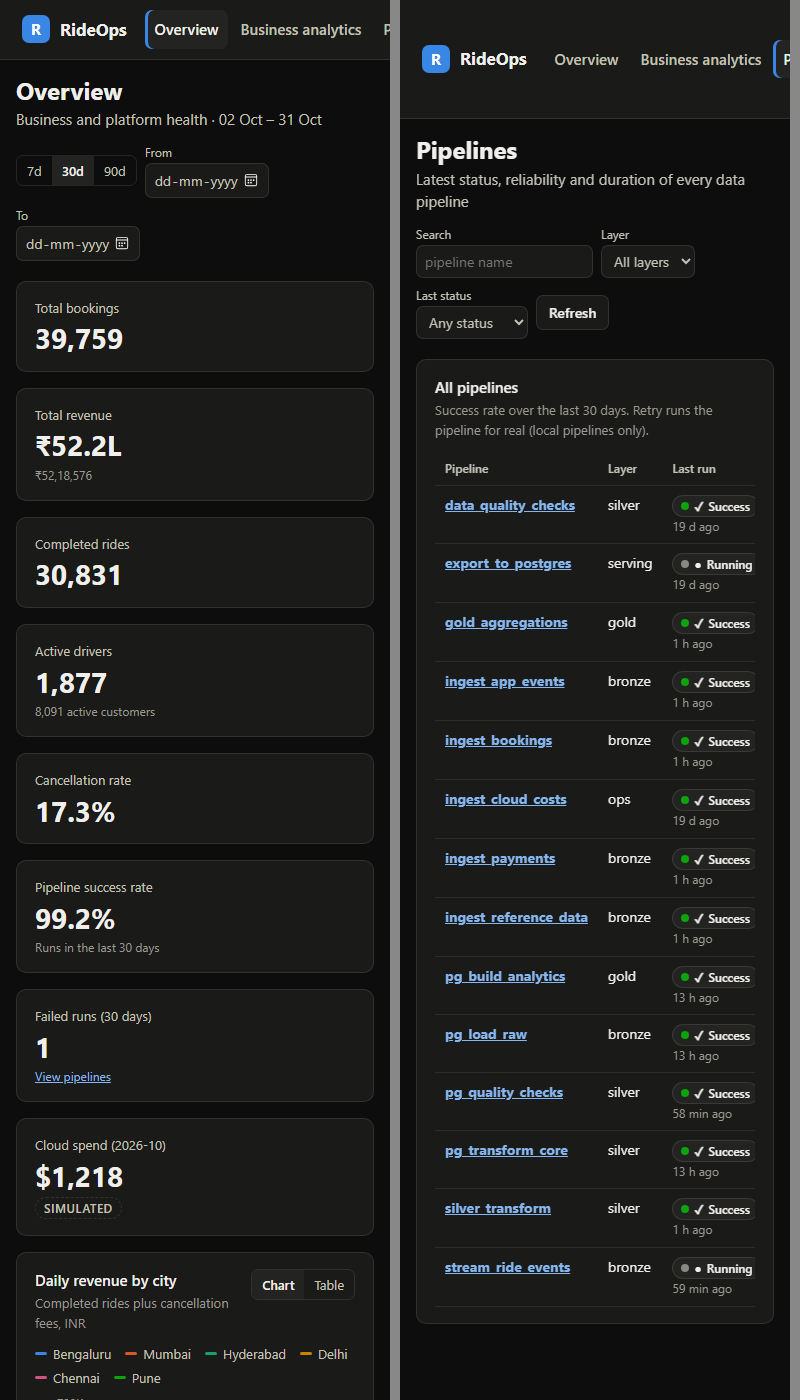 R RideOps Overview Business analytics P
Overview
Business and platform health · 02 Oct – 31 Oct
7d 30d 90d
From
dd-mm-yyyy
To
dd-mm-yyyy
Total bookings
39,759
Total revenue
₹52.2L
₹52,18,576
Completed rides
30,831
Active drivers
1,877
8,091 active customers
Cancellation rate
17.3%
Pipeline success rate
99.2%
Runs in the last 30 days
Failed runs (30 days)
1
View pipelines
Cloud spend (2026-10)
$1,218
SIMULATED
Daily revenue by city
Chart Table
Completed rides plus cancellation
fees, INR
Bengaluru Mumbai Hyderabad Delhi
Chennai Pune
R RideOps Overview Business analytics P
Pipelines
Latest status, reliability and duration of every data
pipeline
Search Layer
pipeline name All layers
Last status
Any status Refresh
All pipelines
Success rate over the last 30 days. Retry runs the
pipeline for real (local pipelines only).
Pipeline Layer Last run
data_quality_checks silver ✓ Success
19 d ago
export_to_postgres serving ● Running
19 d ago
gold_aggregations gold ✓ Success
1 h ago
ingest_app_events bronze ✓ Success
1 h ago
ingest_bookings bronze ✓ Success
1 h ago
ingest_cloud_costs ops ✓ Success
19 d ago
ingest_payments bronze ✓ Success
1 h ago
ingest_reference_data bronze ✓ Success
1 h ago
pg_build_analytics gold ✓ Success
13 h ago
pg_load_raw bronze ✓ Success
13 h ago
pg_quality_checks silver ✓ Success
58 min ago
pg_transform_core silver ✓ Success
13 h ago
silver_transform silver ✓ Success
1 h ago
stream_ride_events bronze ● Running
59 min ago